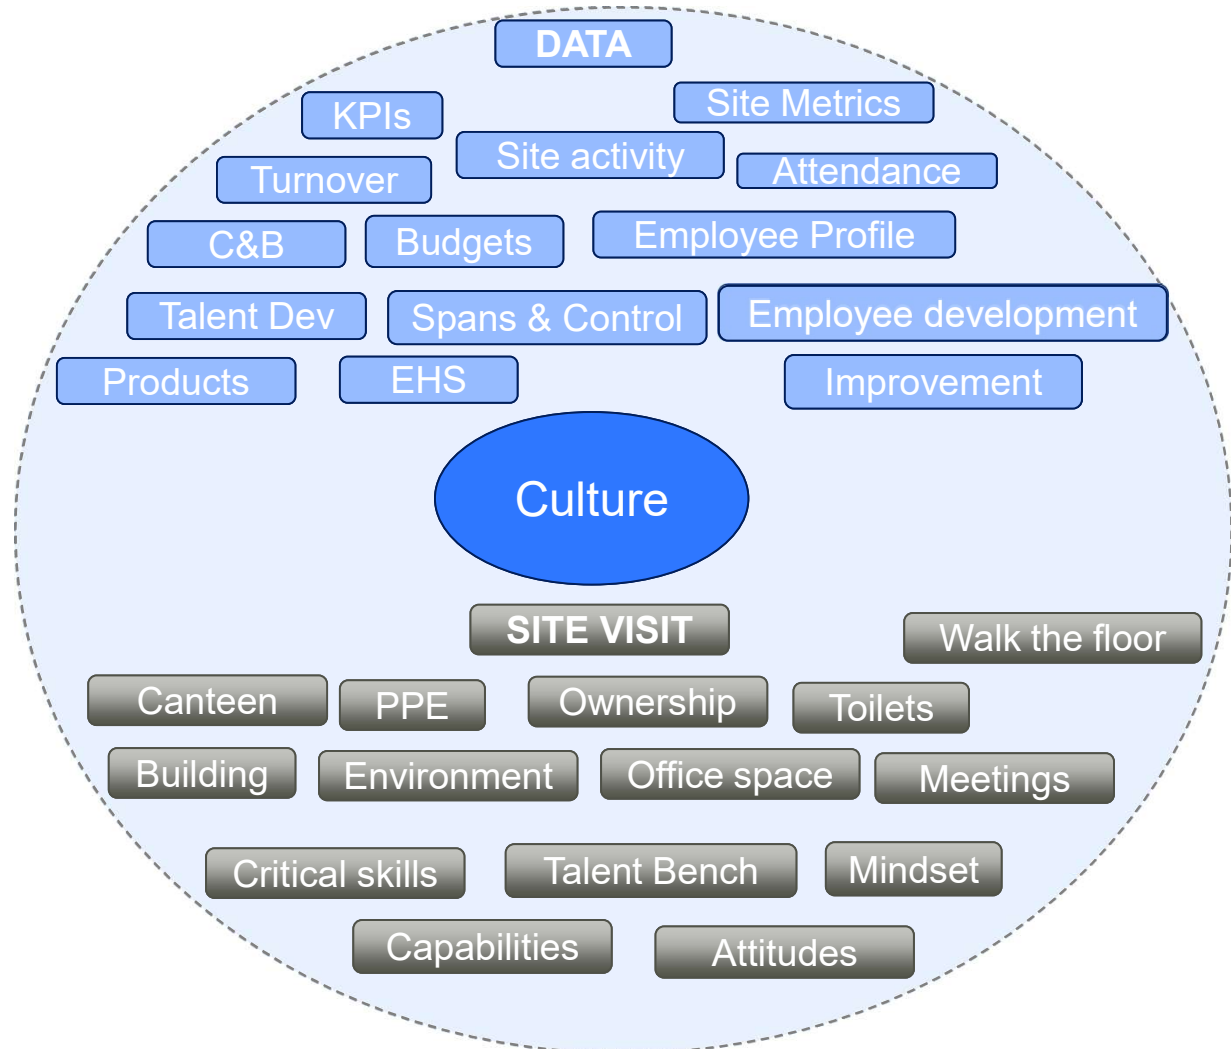 DATA
KPIs
Site Metrics
Site activity
Turnover
Attendance
C&B
Budgets
Employee Profile
Talent Dev
Spans & Control
Employee development
Products
EHS
Improvement
Culture
SITE VISIT
Walk the floor
Canteen
PPE
Ownership
Toilets
Building
Environment
Office space
Meetings
Critical skills
Talent Bench
Mindset
Capabilities
Attitudes